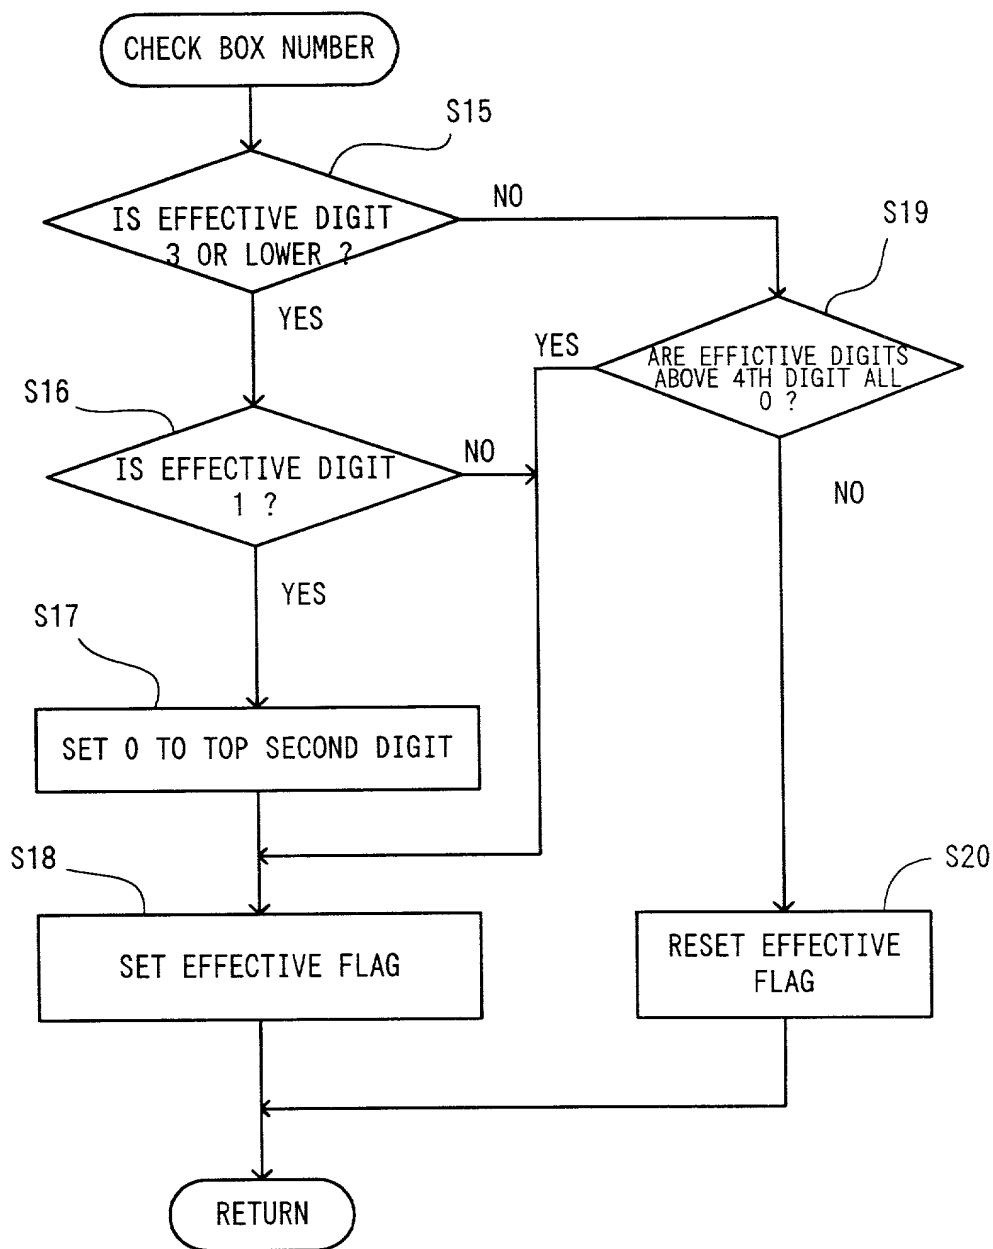 CHECK BOX NUMBER
S15
IS EFFECTIVE DIGIT
3 OR LOWER ?
NO
S19
YES
YES
ARE EFFICTIVE DIGITS
ABOVE 4TH DIGIT ALL
0 ?
S16
IS EFFECTIVE DIGIT
1 ?
NO
NO
YES
S17
SET 0 TO TOP SECOND DIGIT
S18
SET EFFECTIVE FLAG
S20
RESET EFFECTIVE
FLAG
RETURN